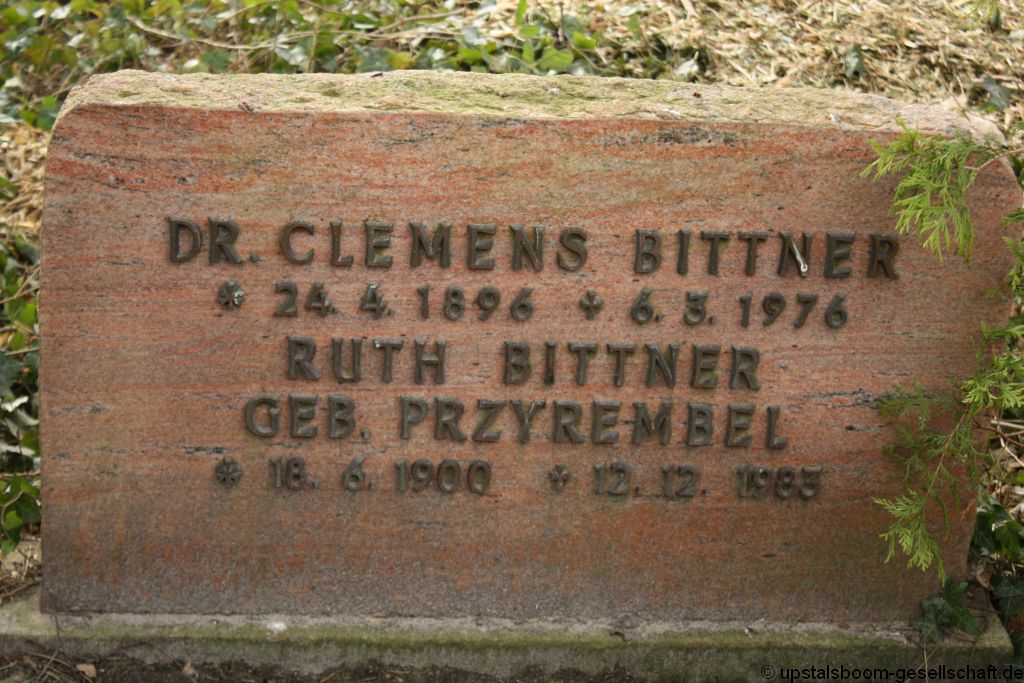 DR. CLEMENS BITTNER
* 24. 4. 1896 + 6. 3. 1976
RUTH BITTNER
GEB. PRZYREMBEL
* 18. 6. 1900 + 12. 12. 1983
© upstalsboom-gesellschaft.de